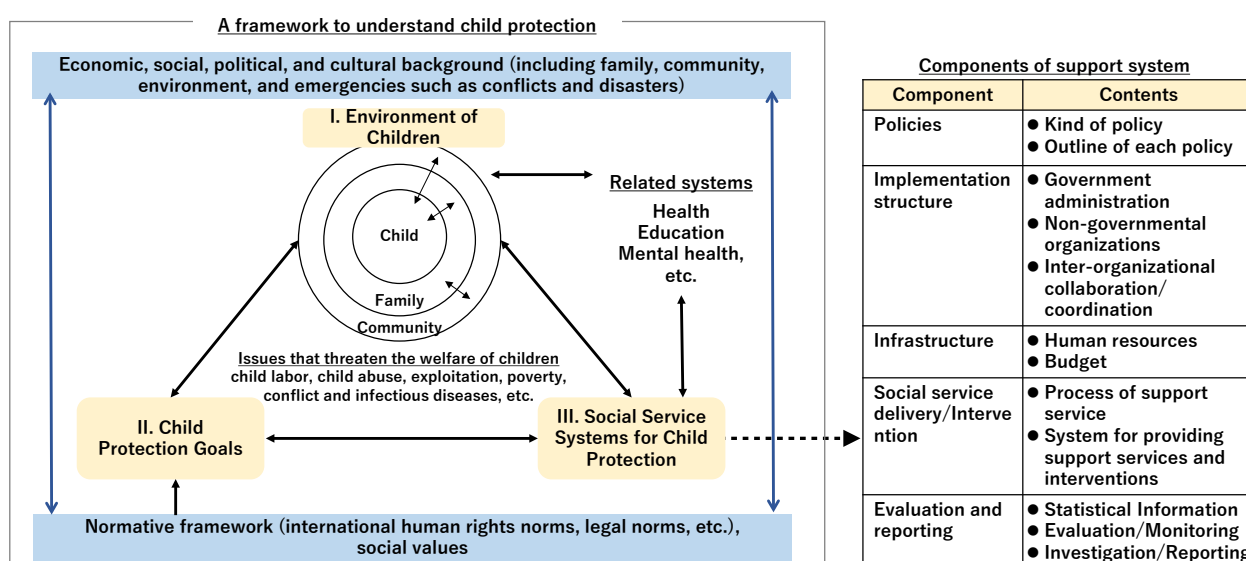 A framework to understand child protection
Economic, social, political, and cultural background (including family, community,
environment, and emergencies such as conflicts and disasters)
I. Environment of
Children
Child
Family
Community
Related systems
Health
Education
Mental health,
etc.
Issues that threaten the welfare of children
child labor, child abuse, exploitation, poverty,
conflict and infectious diseases, etc.
II. Child
Protection Goals
III. Social Service
Systems for Child
Protection
Normative framework (international human rights norms, legal norms, etc.),
social values
Components of support system
Component
Contents
Policies
● Kind of policy
● Outline of each policy
Implementation
structure
● Government
administration
● Non-governmental
organizations
● Inter-organizational
collaboration/
coordination
Infrastructure
● Human resources
● Budget
Social service
delivery/Interve
ntion
● Process of support
service
● System for providing
support services and
interventions
Evaluation and
reporting
● Statistical Information
● Evaluation/Monitoring
● Investigation/Reporting